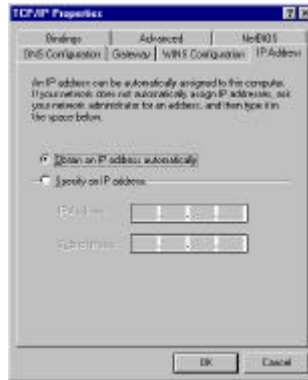 TCP/IP Properties
Bindings Advanced NetBIOS
DNS Configuration Gateway WINS Configuration IP Address
An IP address can be automatically assigned to this computer.
If your network does not automatically assign IP addresses, ask
your network administrator for an address, and then type it in
the space below.
Obtain an IP address automatically
Specify an IP address:
IP Address:
Subnet Mask:
OK Cancel